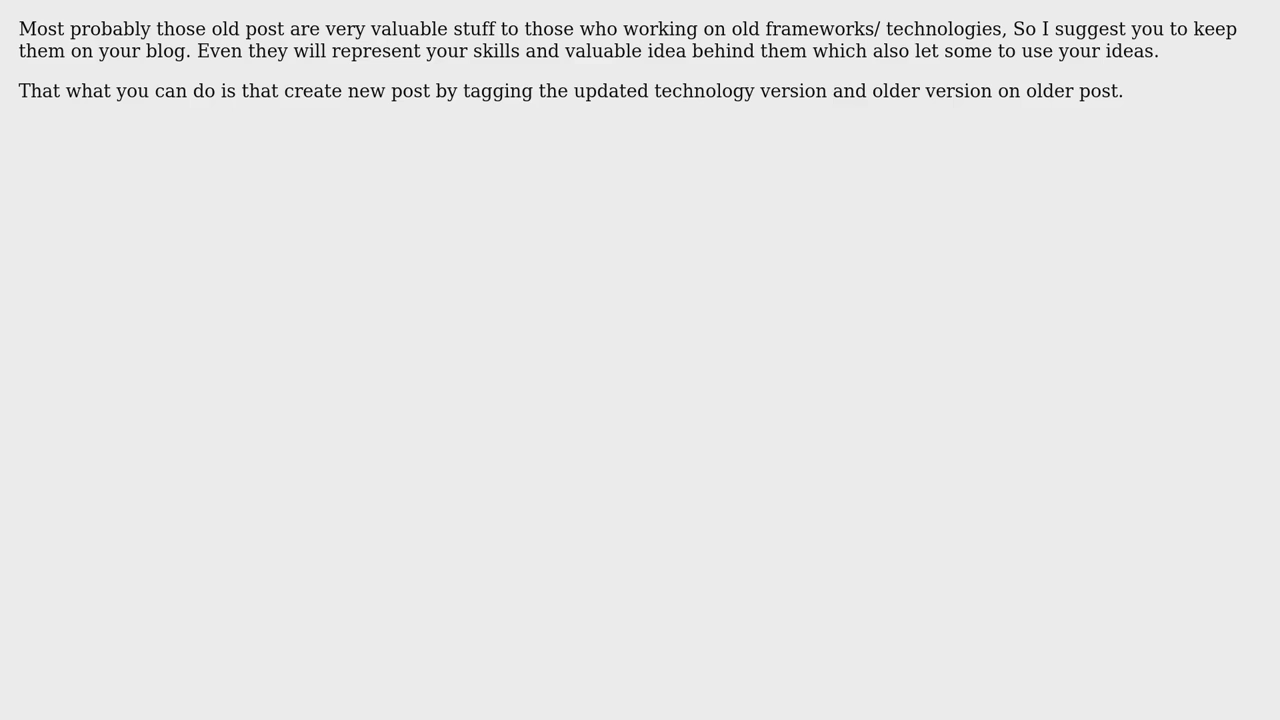 Most probably those old post are very valuable stuff to those who working on old frameworks/ technologies, So I suggest you to keep
them on your blog. Even they will represent your skills and valuable idea behind them which also let some to use your ideas.
That what you can do is that create new post by tagging the updated technology version and older version on older post.